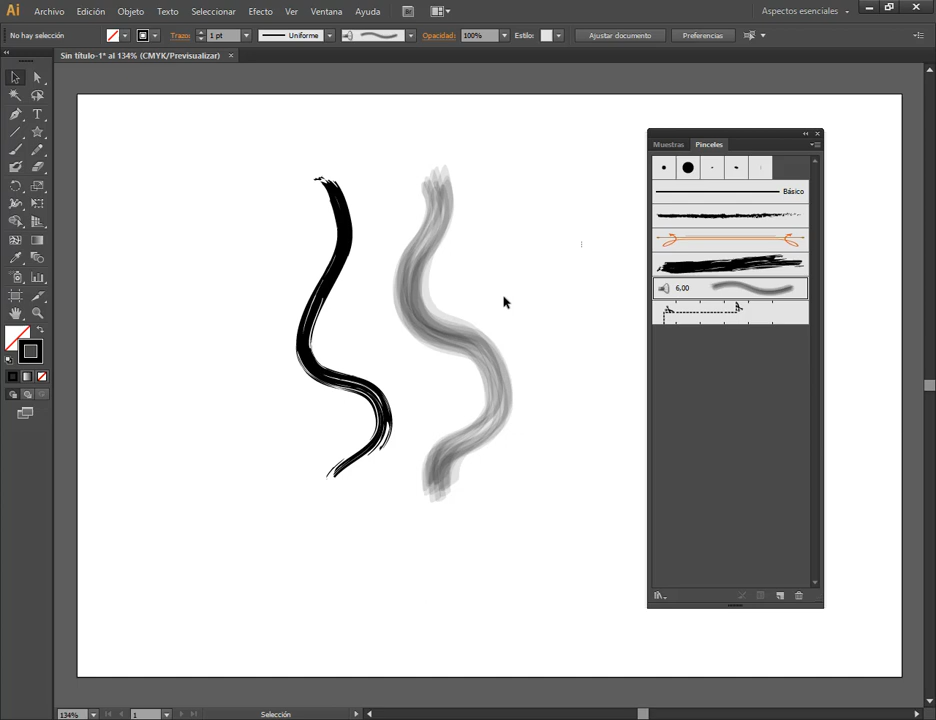 Ai Archivo Edición Objeto Texto Seleccionar Efecto Ver Ventana Ayuda Br Aspectos esenciales
No hay selección Trazo: 1 pt Uniforme Opacidad: 100% Estilo: Ajustar documento Preferencias
Sin título-1* al 134% (CMYK/Previsualizar)
Muestras Pinceles
Básico
6.00
134% 1 Selección